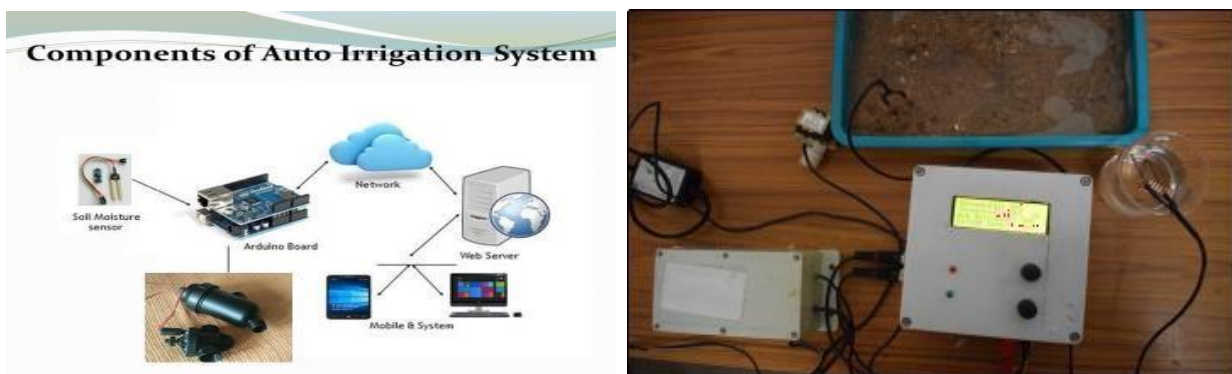 Components of Auto Irrigation System
Network
Soil Moisture
sensor
Arduino Board
Web Server
Mobile & System